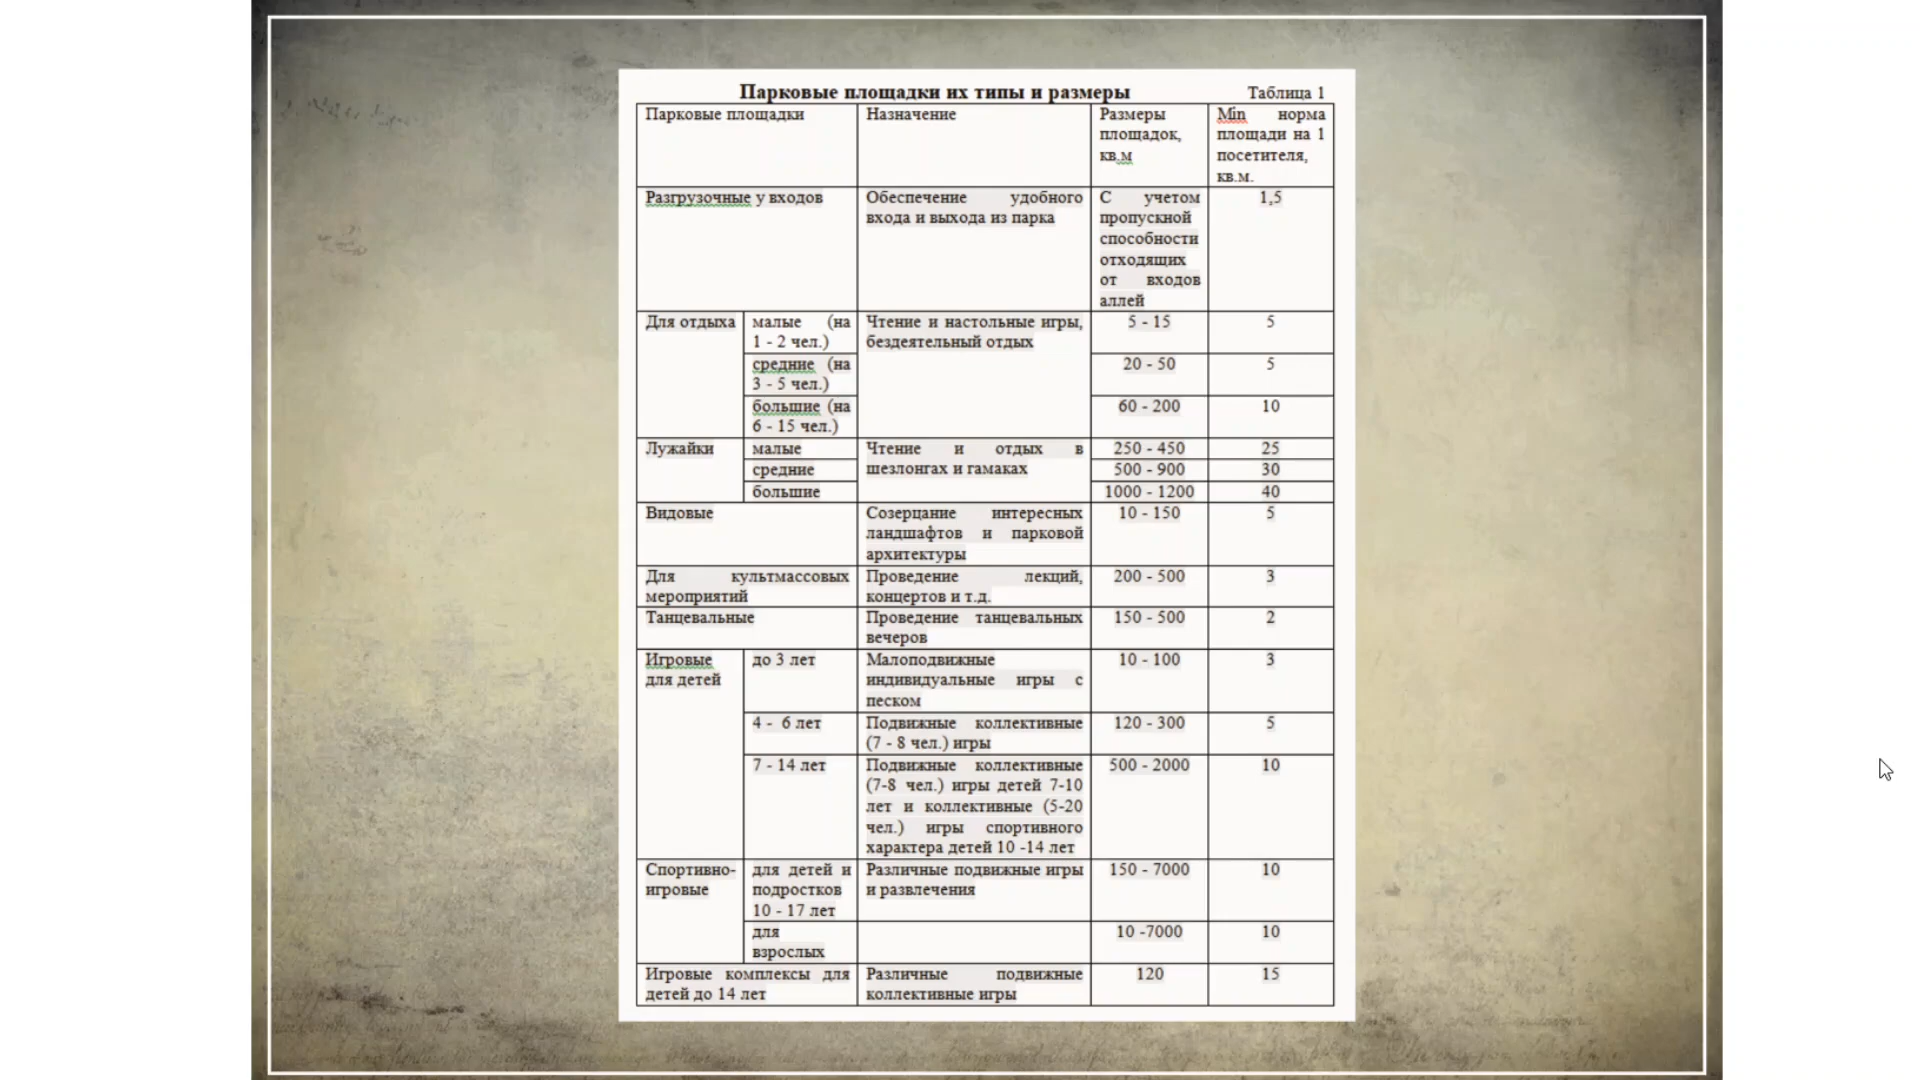 Парковые площадки их типы и размеры
Таблица 1
Парковые площадки
Назначение
Размеры
площадок,
кв.м
Min норма
площади на 1
посетителя,
кв.м.
Разгрузочные у входов
Обеспечение удобного
входа и выхода из парка
С учетом
пропускной
способности
отходящих
от входов
аллей
1,5
Для отдыха
малые (на
1 - 2 чел.)
Чтение и настольные игры,
бездеятельный отдых
5 - 15
5
средние (на
3 - 5 чел.)
20 - 50
5
большие (на
6 - 15 чел.)
60 - 200
10
Лужайки
малые
Чтение и отдых в
шезлонгах и гамаках
250 - 450
25
средние
500 - 900
30
большие
1000 - 1200
40
Видовые
Созерцание интересных
ландшафтов и парковой
архитектуры
10 - 150
5
Для культмассовых
мероприятий
Проведение лекций,
концертов и т.д.
200 - 500
3
Танцевальные
Проведение танцевальных
вечеров
150 - 500
2
Игровые
для детей
до 3 лет
Малоподвижные
индивидуальные игры с
песком
10 - 100
3
4 - 6 лет
Подвижные коллективные
(7 - 8 чел.) игры
120 - 300
5
7 - 14 лет
Подвижные коллективные
(7-8 чел.) игры детей 7-10
лет и коллективные (5-20
чел.) игры спортивного
характера детей 10 -14 лет
500 - 2000
10
Спортивно-
игровые
для детей и
подростков
10 - 17 лет
Различные подвижные игры
и развлечения
150 - 7000
10
для
взрослых
10 -7000
10
Игровые комплексы для
детей до 14 лет
Различные подвижные
коллективные игры
120
15